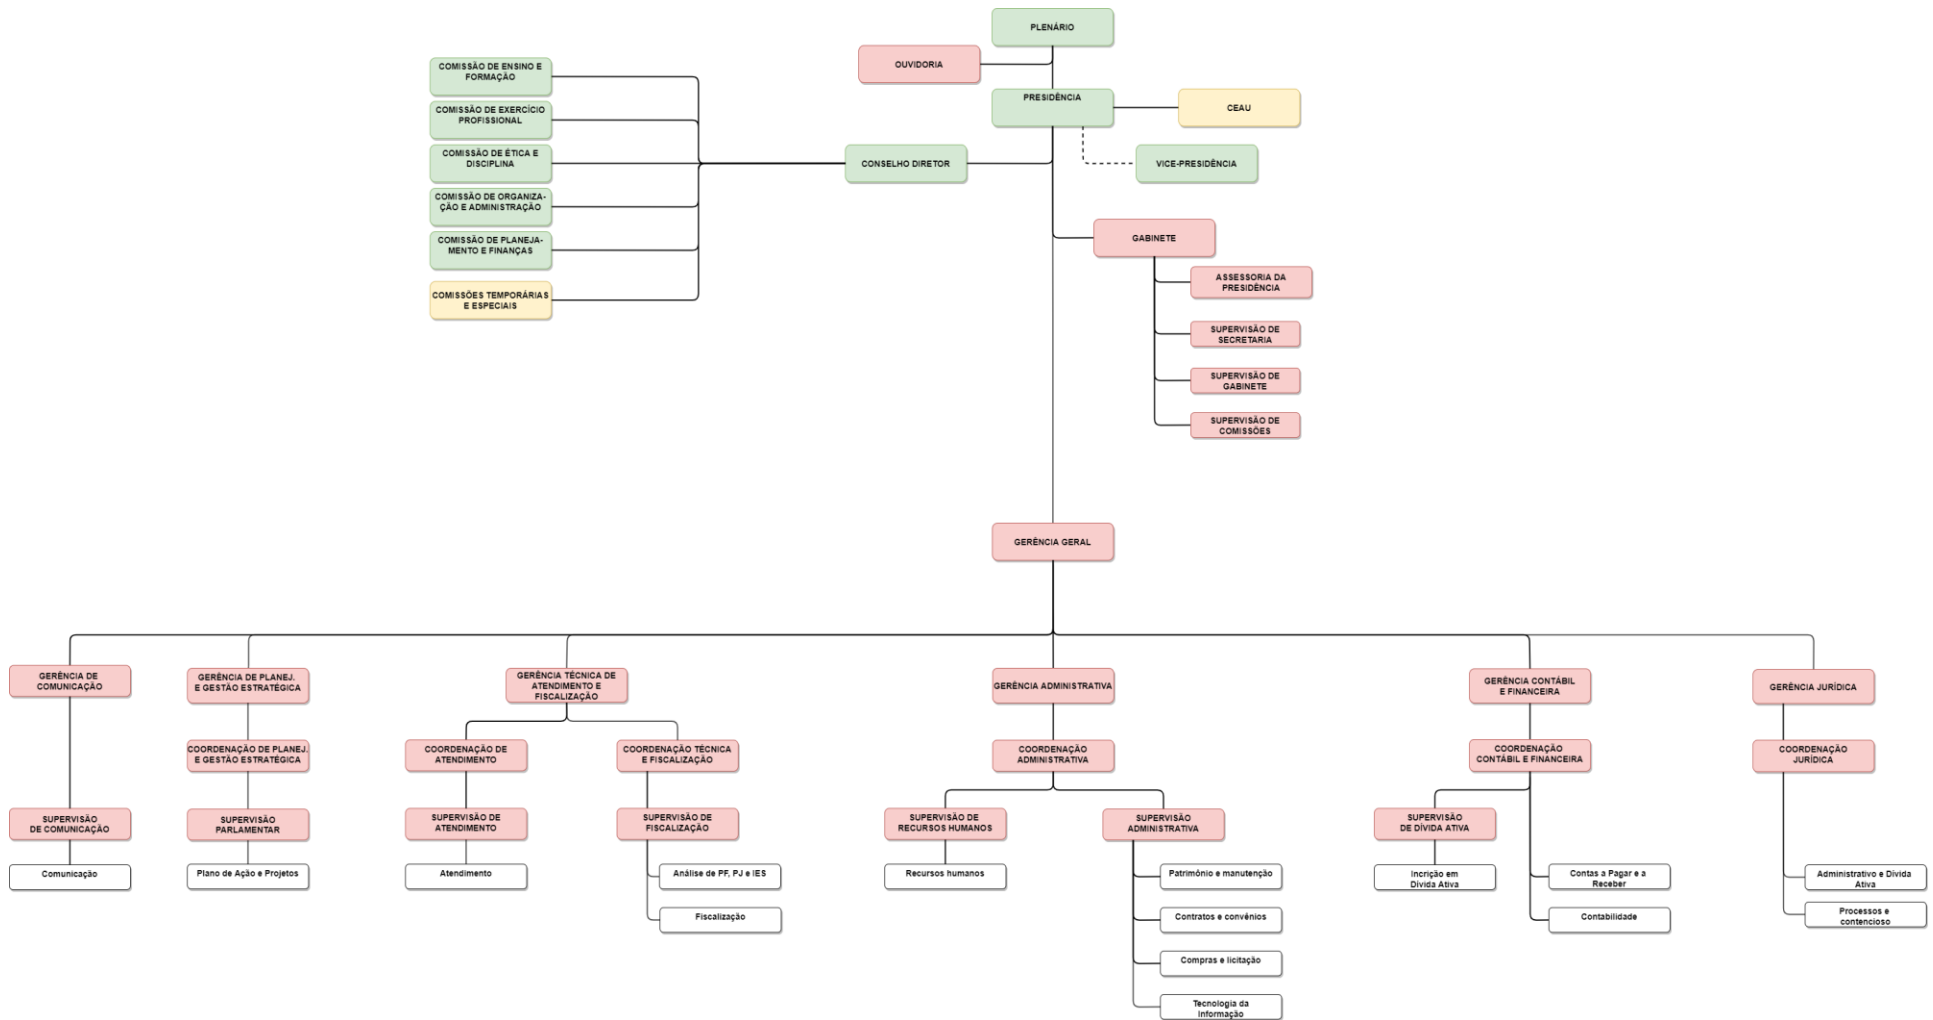 PLENÁRIO
OUVIDORIA
PRESIDÊNCIA
CEAU
CONSELHO DIRETOR
VICE-PRESIDÊNCIA
COMISSÃO DE ENSINO E
FORMAÇÃO
COMISSÃO DE EXERCÍCIO
PROFISSIONAL
COMISSÃO DE ÉTICA E
DISCIPLINA
COMISSÃO DE ORGANIZA-
ÇÃO E ADMINISTRAÇÃO
COMISSÃO DE PLANEJA-
MENTO E FINANÇAS
COMISSÕES TEMPORÁRIAS
E ESPECIAIS
GABINETE
ASSESSORIA DA
PRESIDÊNCIA
SUPERVISÃO DE
SECRETARIA
SUPERVISÃO DE
GABINETE
SUPERVISÃO DE
COMISSÕES
GERÊNCIA GERAL
GERÊNCIA DE
COMUNICAÇÃO
SUPERVISÃO
DE COMUNICAÇÃO
Comunicação
GERÊNCIA DE PLANEJ.
E GESTÃO ESTRATÉGICA
COORDENAÇÃO DE PLANEJ.
E GESTÃO ESTRATÉGICA
SUPERVISÃO
PARLAMENTAR
Plano de Ação e Projetos
GERÊNCIA TÉCNICA DE
ATENDIMENTO E
FISCALIZAÇÃO
COORDENAÇÃO DE
ATENDIMENTO
SUPERVISÃO DE
ATENDIMENTO
Atendimento
COORDENAÇÃO TÉCNICA
E FISCALIZAÇÃO
SUPERVISÃO DE
FISCALIZAÇÃO
Análise de PF, PJ e IES
Fiscalização
GERÊNCIA ADMINISTRATIVA
COORDENAÇÃO
ADMINISTRATIVA
SUPERVISÃO DE
RECURSOS HUMANOS
Recursos humanos
SUPERVISÃO
ADMINISTRATIVA
Patrimônio e manutenção
Contratos e convênios
Compras e licitação
Tecnologia da
Informação
GERÊNCIA CONTÁBIL
E FINANCEIRA
COORDENAÇÃO
CONTÁBIL E FINANCEIRA
SUPERVISÃO
DE DÍVIDA ATIVA
Incrição em
Dívida Ativa
Contas a Pagar e a
Receber
Contabilidade
GERÊNCIA JURÍDICA
COORDENAÇÃO
JURÍDICA
Administrativo e Dívida
Ativa
Processos e
contencioso